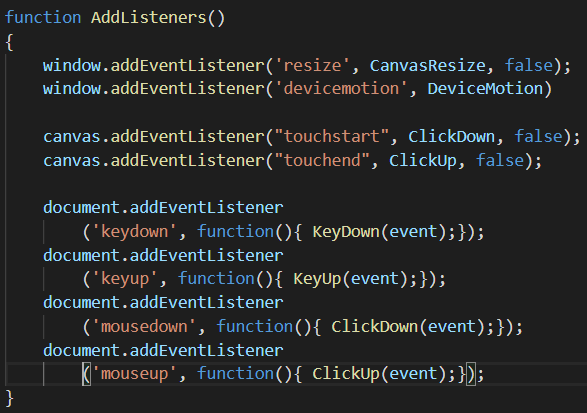 function AddListeners()
{
    window.addEventListener('resize', CanvasResize, false);
    window.addEventListener('devicemotion', DeviceMotion)

    canvas.addEventListener("touchstart", ClickDown, false);
    canvas.addEventListener("touchend", ClickUp, false);

    document.addEventListener
        ('keydown', function(){ KeyDown(event);});
    document.addEventListener
        ('keyup', function(){ KeyUp(event);});
    document.addEventListener
        ('mousedown', function(){ ClickDown(event);});
    document.addEventListener
        ('mouseup', function(){ ClickUp(event);});
}